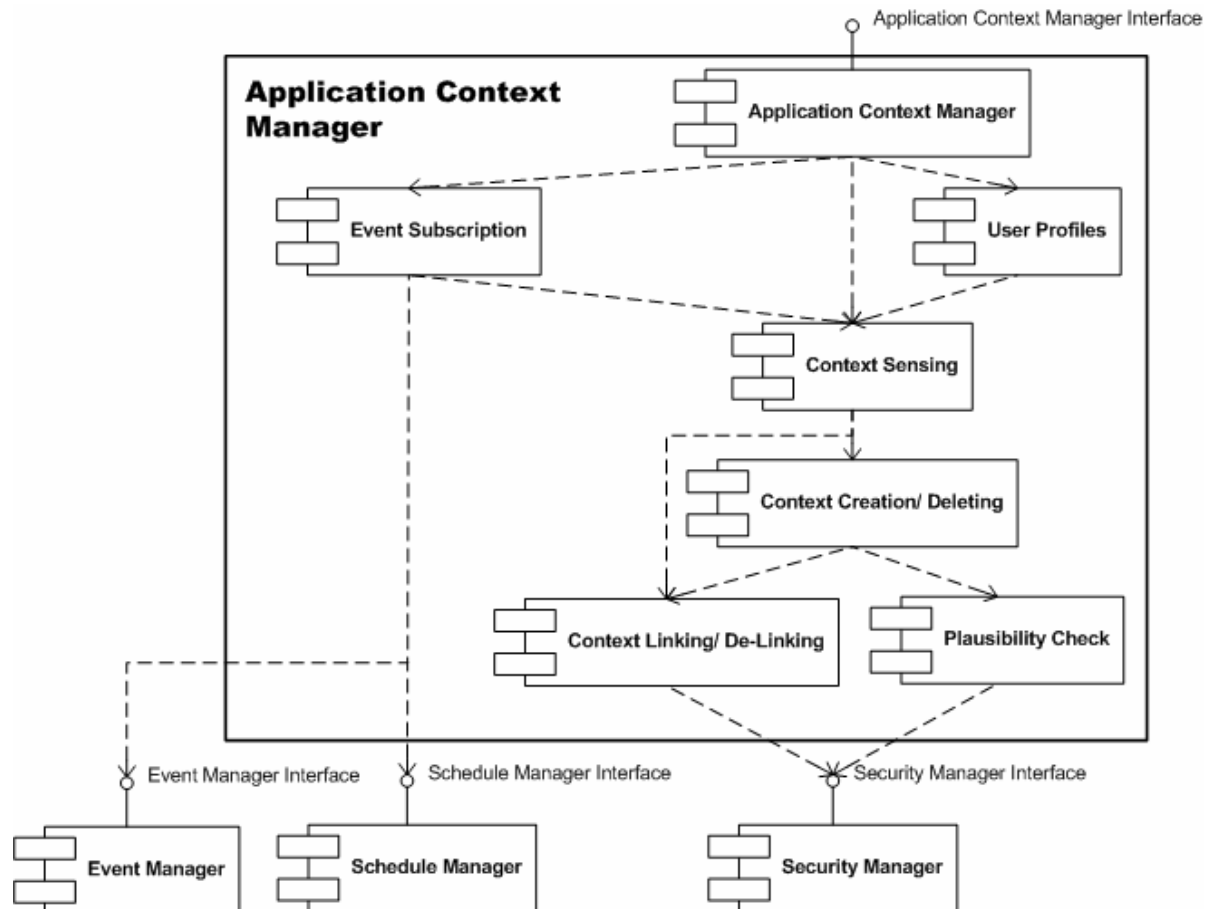 Application Context Manager Interface
Application Context
Manager
Application Context Manager
Event Subscription
User Profiles
Context Sensing
Context Creation/ Deleting
Context Linking/ De-Linking
Plausibility Check
Event Manager Interface
Schedule Manager Interface
Security Manager Interface
Event Manager
Schedule Manager
Security Manager